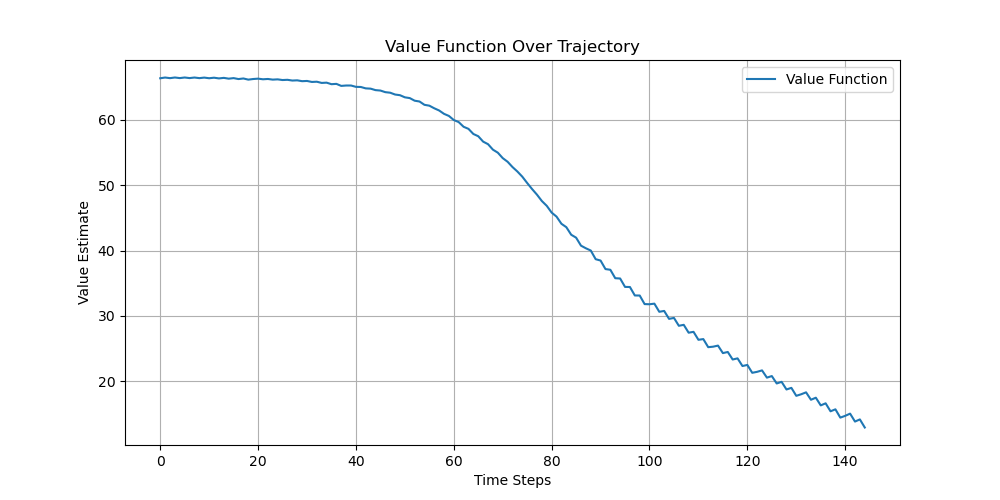 Value Function Over Trajectory
Value Function
Value Estimate
60
50
40
30
20
0 20 40 60 80 100 120 140
Time Steps